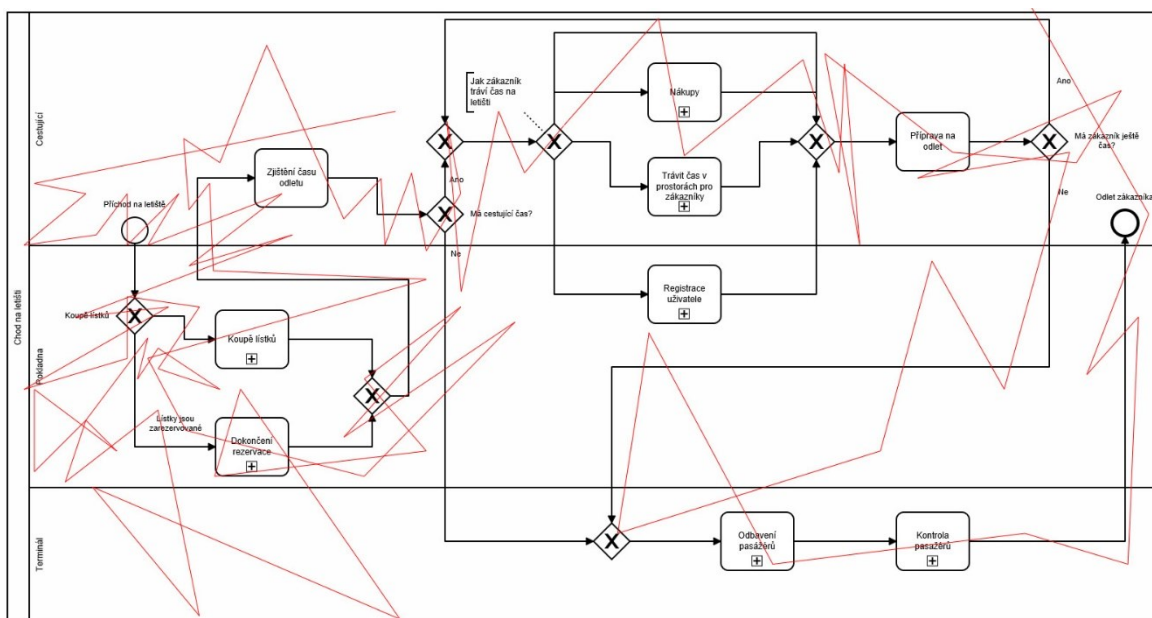 Chod na letišti
Cestující
Pokladna
Terminál
Příchod na letiště
Zjištění času
odletu
Má cestující čas?
Ano
Ne
Jak zákazník
tráví čas na
letišti
Nákupy
Trávit čas v
prostorách pro
zákazníky
Registrace
uživatele
Příprava na
odlet
Má zákazník ještě
čas?
Ano
Ne
Odlet zákazníka
Koupě lístků
Koupě lístků
Lístky jsou
zarezervované
Dokončení
rezervace
Odbavení
pasažérů
Kontrola
pasažérů